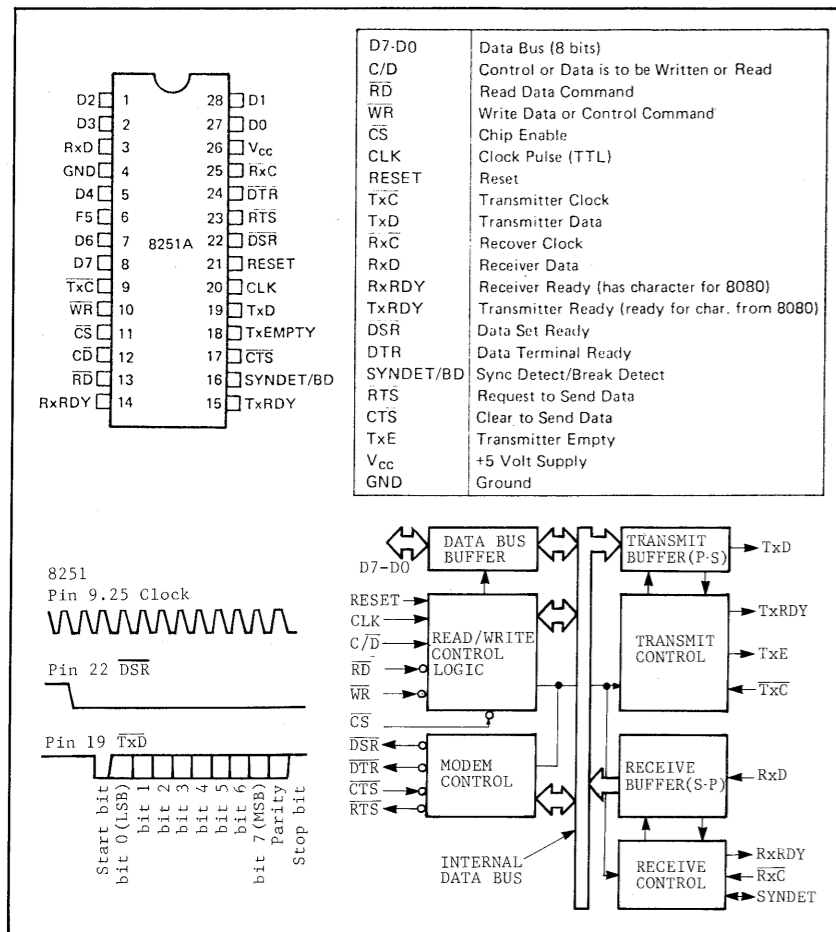 D2 1 28 D1
D3 2 27 D0
RxD 3 26 Vcc
GND 4 25 RxC
D4 5 24 DTR
F5 6 23 RTS
D6 7 8251A 22 DSR
D7 8 21 RESET
TxC 9 20 CLK
WR 10 19 TxD
CS 11 18 TxEMPTY
CD 12 17 CTS
RD 13 16 SYNDET/BD
RxRDY 14 15 TxRDY
D7-D0 Data Bus (8 bits)
C/D Control or Data is to be Written or Read
RD Read Data Command
WR Write Data or Control Command
CS Chip Enable
CLK Clock Pulse (TTL)
RESET Reset
TxC Transmitter Clock
TxD Transmitter Data
RxC Recover Clock
RxD Receiver Data
RxRDY Receiver Ready (has character for 8080)
TxRDY Transmitter Ready (ready for char. from 8080)
DSR Data Set Ready
DTR Data Terminal Ready
SYNDET/BD Sync Detect/Break Detect
RTS Request to Send Data
CTS Clear to Send Data
TxE Transmitter Empty
Vcc +5 Volt Supply
GND Ground
8251
Pin 9.25 Clock
Pin 22 DSR
Pin 19 TxD
Start bit
bit 0(LSB)
bit 1
bit 2
bit 3
bit 4
bit 5
bit 6
bit 7(MSB)
Parity
Stop bit
D7-D0
DATA BUS
BUFFER
RESET
CLK
C/D
RD
WR
CS
READ/WRITE
CONTROL
LOGIC
DSR
DTR
CTS
RTS
MODEM
CONTROL
INTERNAL
DATA BUS
TRANSMIT
BUFFER(P·S)
TxD
TRANSMIT
CONTROL
TxRDY
TxE
TxC
RECEIVE
BUFFER(S·P)
RxD
RECEIVE
CONTROL
RxRDY
RxC
SYNDET